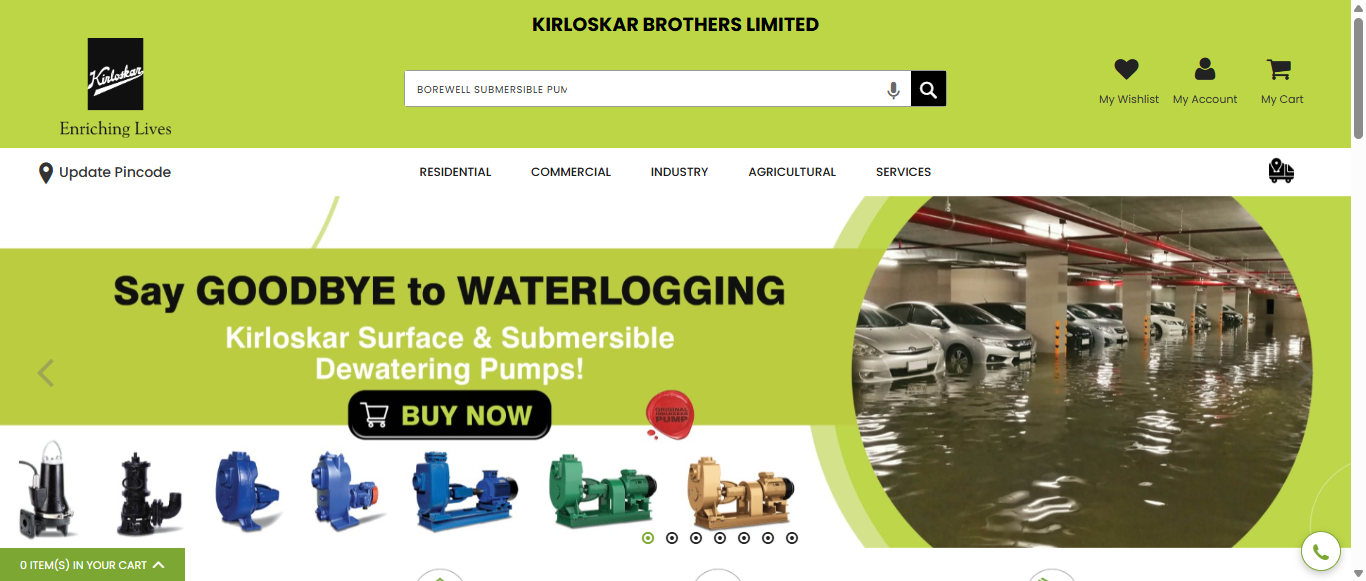 KIRLOSKAR BROTHERS LIMITED
Kirloskar
Enriching Lives
BOREWELL SUBMERSIBLE PUM
My Wishlist
My Account
My Cart
Update Pincode
RESIDENTIAL
COMMERCIAL
INDUSTRY
AGRICULTURAL
SERVICES
Say GOODBYE to WATERLOGGING
Kirloskar Surface & Submersible
Dewatering Pumps!
BUY NOW
ORIGINAL
KIRLOSKAR
PUMP
0 ITEM(S) IN YOUR CART